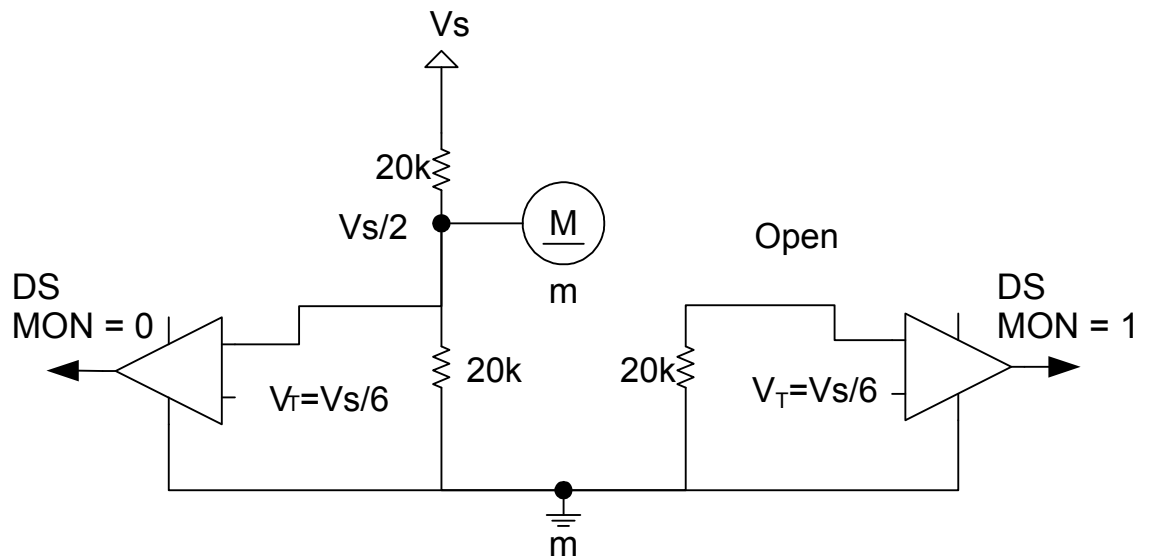 Vs
20k
Vs/2
M
m
Open
DS
MON = 0
DS
MON = 1
20k
20k
VT=Vs/6
VT=Vs/6
m